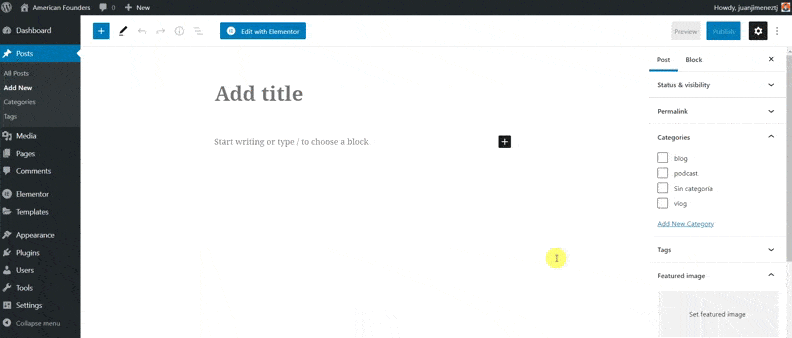 American Founders 0 New Howdy, juanjimeneztj
Dashboard
Posts
All Posts
Add New
Categories
Tags
Media
Pages
Comments
Elementor
Templates
Appearance
Plugins
Users
Tools
Settings
Collapse menu
Edit with Elementor Preview Publish
Add title
Start writing or type / to choose a block
Post Block
Status & visibility
Permalink
Categories
blog
podcast
Sin categoría
vlog
Add New Category
Tags
Featured image
Set featured image